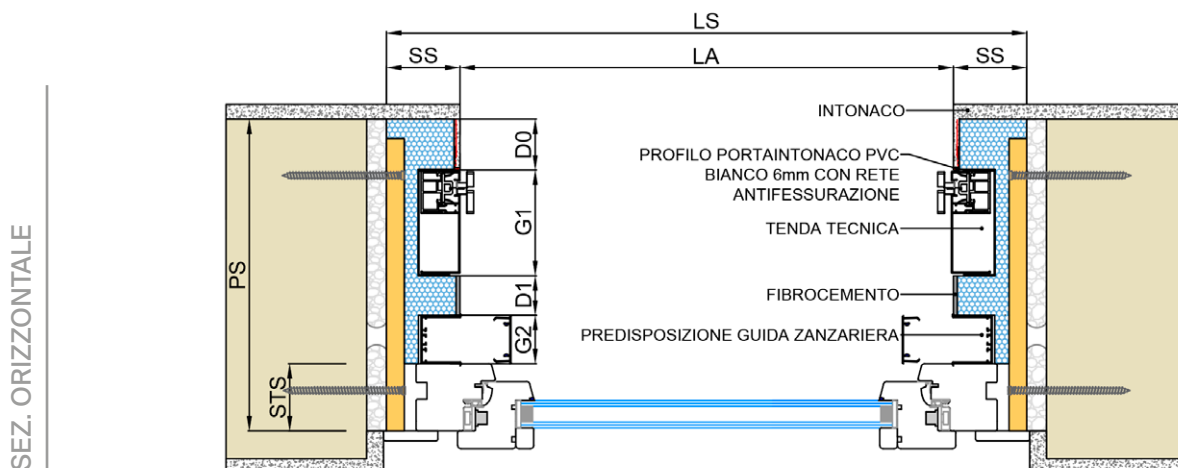 LS
SS
LA
SS
INTONACO
D0
PROFILO PORTAINTONACO PVC
BIANCO 6mm CON RETE
ANTIFESSURAZIONE
G1
TENDA TECNICA
PS
D1
FIBROCEMENTO
G2
PREDISPOSIZIONE GUIDA ZANZARIERA
STS
SEZ. ORIZZONTALE